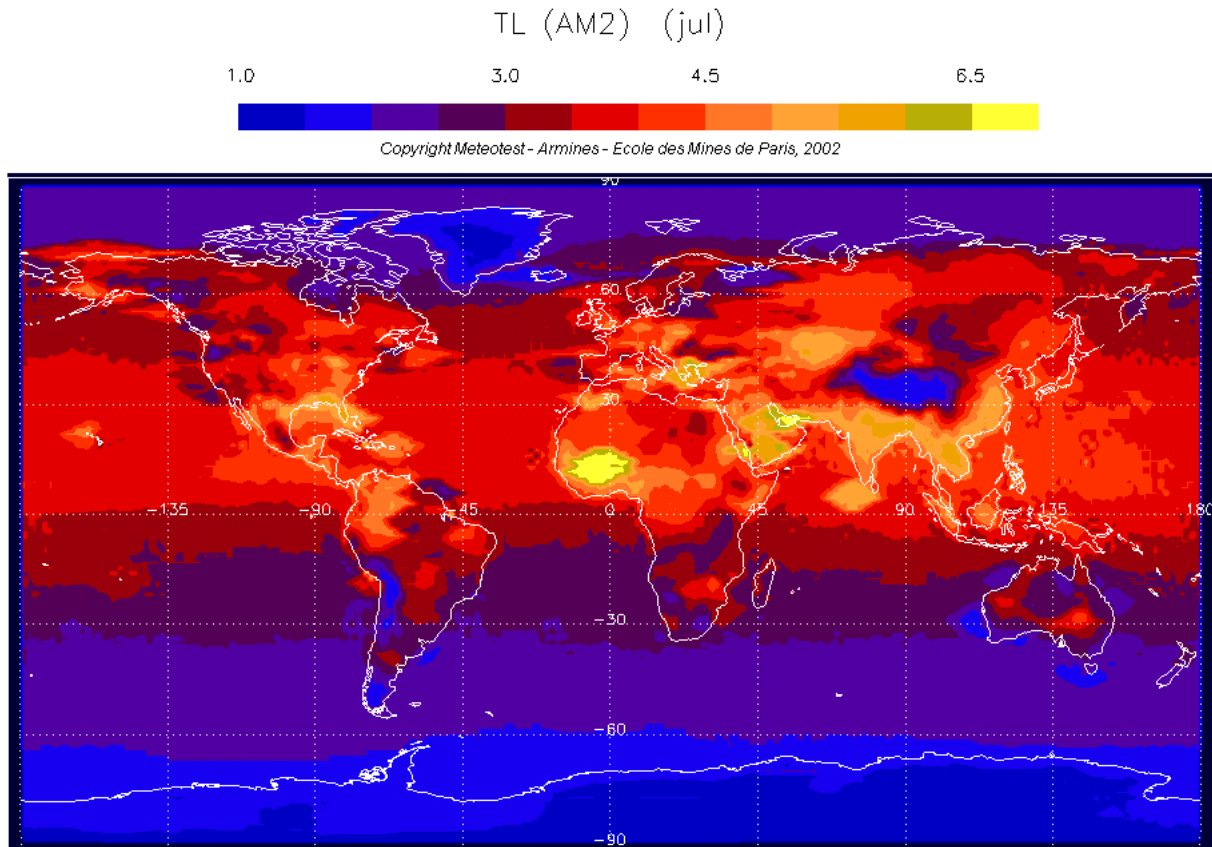 TL (AM2) (jul)
1.0 3.0 4.5 6.5
Copyright Meteotest - Armines - Ecole des Mines de Paris, 2002
90
60
30
-135 -90 -45 0 45 90 135 180
-30
-60
-90